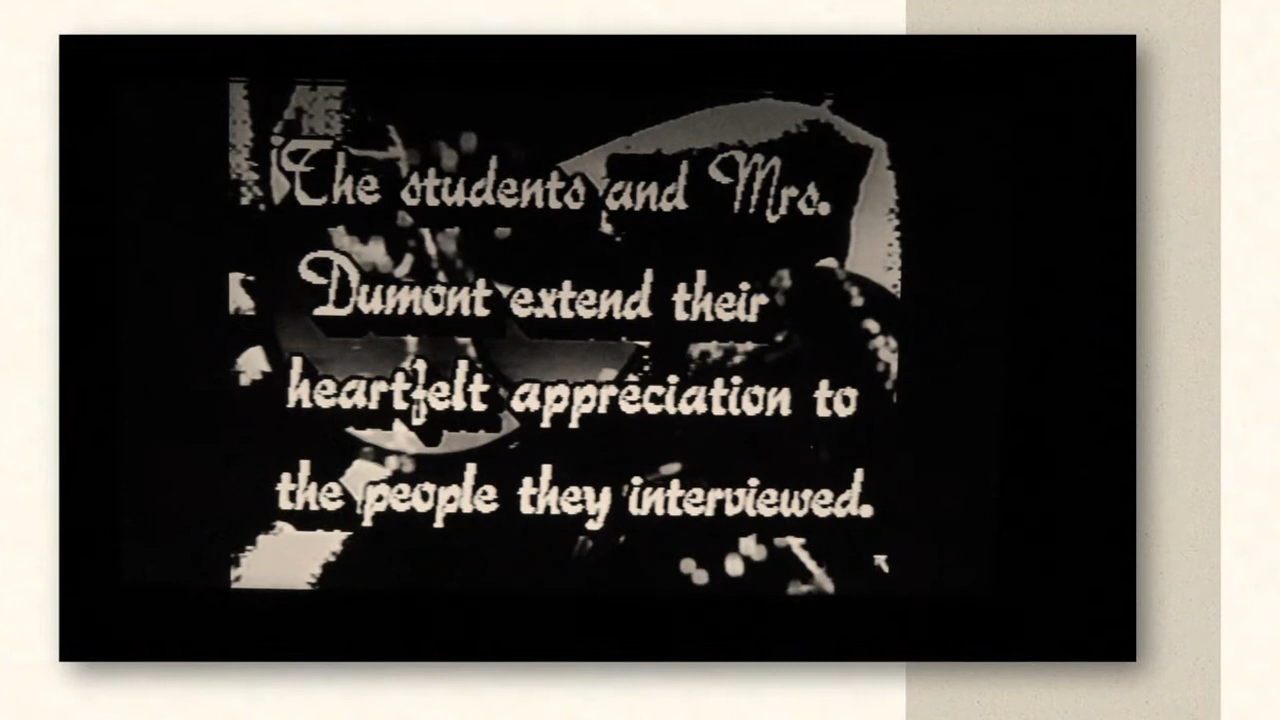 The students and Mrs.
Dumont extend their
heartfelt appreciation to
the people they interviewed.